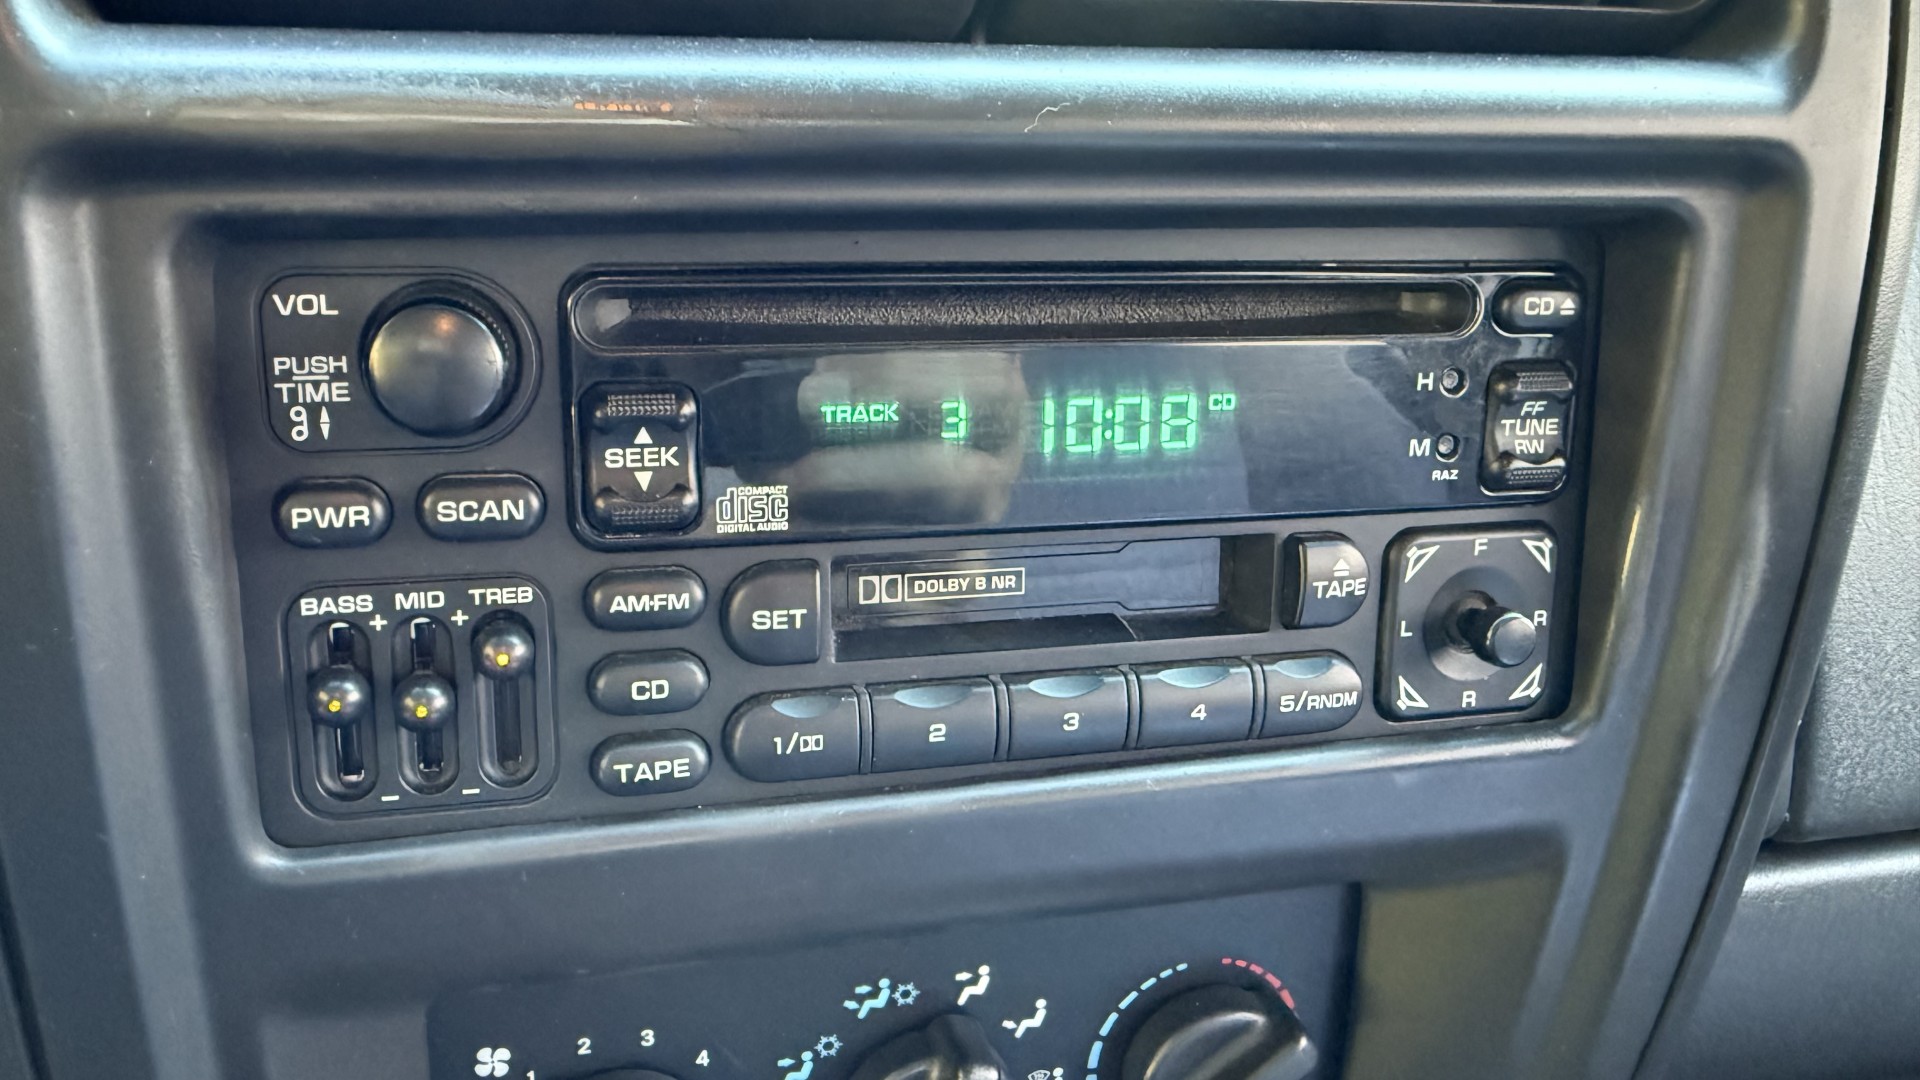 VOL
PUSH
TIME
PWR
SCAN
BASS MID TREB
+ +
– –
SEEK
TRACK 3 10:08 CD
COMPACT
disc
DIGITAL AUDIO
CD
H
M
RAZ
FF
TUNE
RW
AM•FM
SET
DOLBY B NR
TAPE
CD
TAPE
1/
2
3
4
5/RNDM
F
L R
R
1 2 3 4